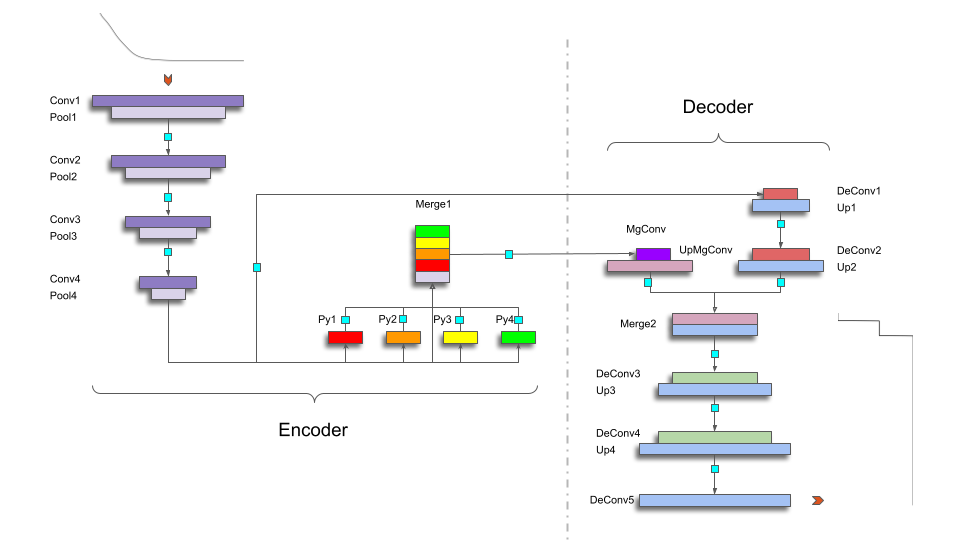 Conv1
Pool1
Conv2
Pool2
Conv3
Pool3
Conv4
Pool4
Merge1
Py1
Py2
Py3
Py4
Encoder
Decoder
DeConv1
Up1
MgConv
UpMgConv
DeConv2
Up2
Merge2
DeConv3
Up3
DeConv4
Up4
DeConv5